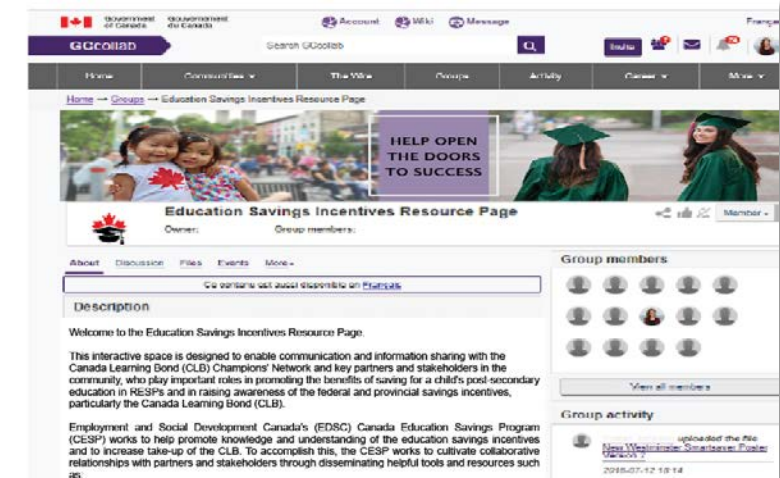 Government of Canada
Gouvernement du Canada
Account Wiki Message
França
GCcollab
Search GCcollab
Invite
Home Communities The Wire Groups Activity Career More
Home → Groups → Education Savings Incentives Resource Page
HELP OPEN
THE DOORS
TO SUCCESS
Education Savings Incentives Resource Page
Owner: Group members:
Member
About Discussion Files Events More
Ce contenu est aussi disponible en Français
Description
Welcome to the Education Savings Incentives Resource Page.
This interactive space is designed to enable communication and information sharing with the
Canada Learning Bond (CLB) Champions' Network and key partners and stakeholders in the
community, who play important roles in promoting the benefits of saving for a child's post-secondary
education in RESPs and in raising awareness of the federal and provincial savings incentives,
particularly the Canada Learning Bond (CLB).
Employment and Social Development Canada's (EDSC) Canada Education Savings Program
(CESP) works to help promote knowledge and understanding of the education savings incentives
and to increase take-up of the CLB. To accomplish this, the CESP works to cultivate collaborative
relationships with partners and stakeholders through disseminating helpful tools and resources such
as:
Group members
View all members
Group activity
uploaded the file
New Westminster Smartsaver Poster
Version 2
2018-07-12 10:14